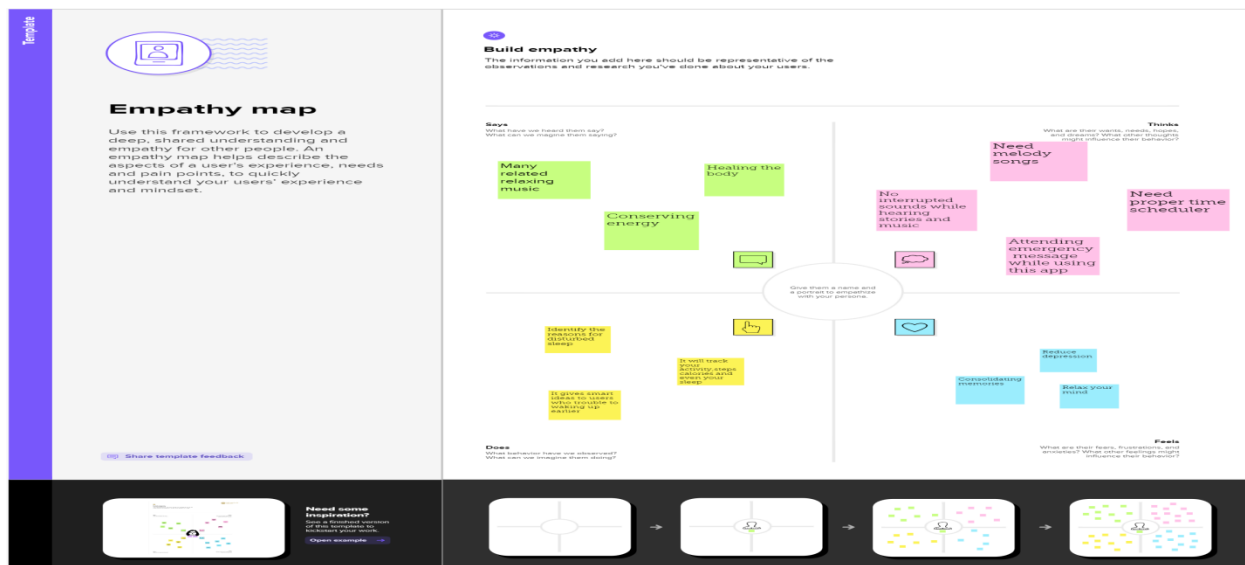 Template
Empathy map
Use this framework to develop a
deep, shared understanding and
empathy for other people. An
empathy map helps describe the
aspects of a user's experience, needs
and pain points, to quickly
understand your users' experience
and mindset.
Share template feedback
Build empathy
The information you add here should be representative of the
observations and research you've done about your users.
Says
What have we heard them say?
What can we imagine them saying?
Many
related
relaxing
music
Healing the
body
Conserving
energy
Thinks
What are their wants, needs, hopes,
and dreams? What other thoughts
might influence their behavior?
Need
melody
songs
No
interrupted
sounds while
hearing
stories and
music
Need
proper time
scheduler
Attending
emergency
message
while using
this app
Give them a name and
a portrait to empathize
with your persona.
Identify the
reasons for
disturbed
sleep
It will track
your
activity,steps
calories and
even your
sleep
It gives smart
ideas to users
who trouble to
waking up
earlier
Does
What behavior have we observed?
What can we imagine them doing?
Reduce
depression
Consolidating
memories
Relax your
mind
Feels
What are their fears, frustrations, and
anxieties? What other feelings might
influence their behavior?
Need some
inspiration?
See a finished version
of this template to
kickstart your work.
Open example